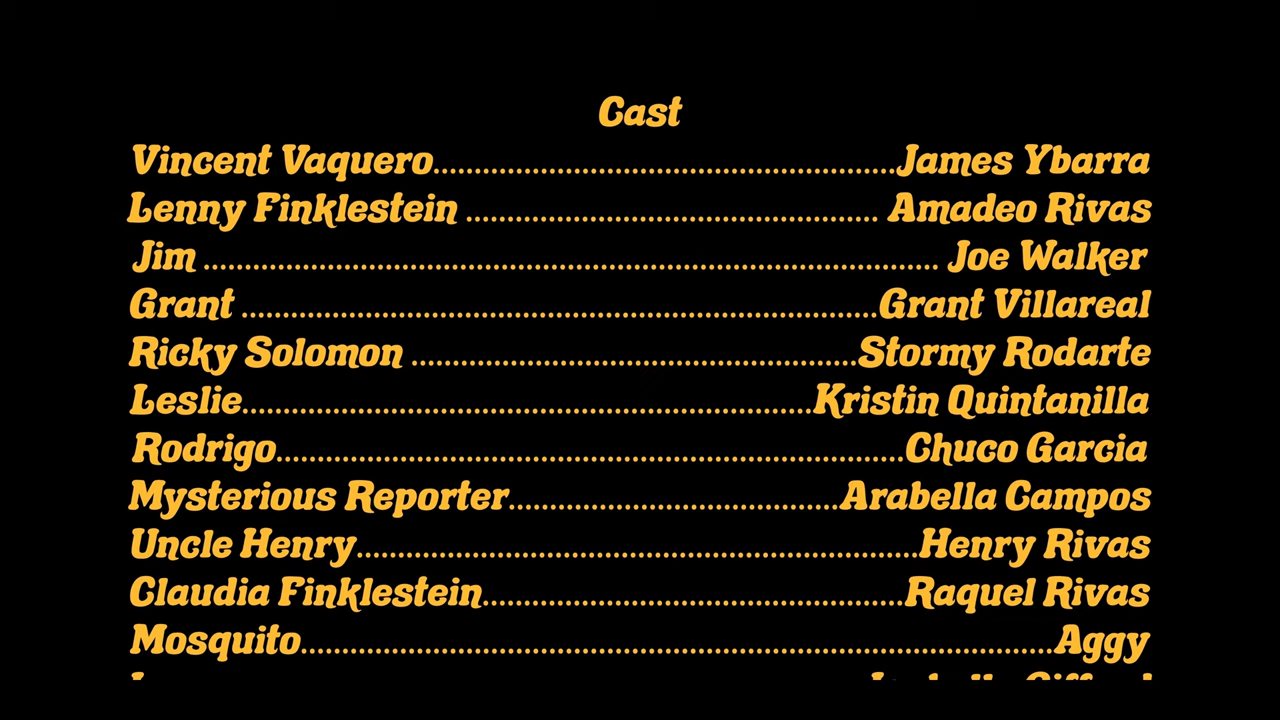 Cast
Vincent Vaquero........................................................James Ybarra
Lenny Finklestein .................................................. Amadeo Rivas
Jim ......................................................................................... Joe Walker
Grant .............................................................................Grant Villareal
Ricky Solomon ......................................................Stormy Rodarte
Leslie.....................................................................Kristin Quintanilla
Rodrigo............................................................................Chuco Garcia
Mysterious Reporter........................................Arabella Campos
Uncle Henry....................................................................Henry Rivas
Claudia Finklestein...................................................Raquel Rivas
Mosquito...........................................................................................Aggy